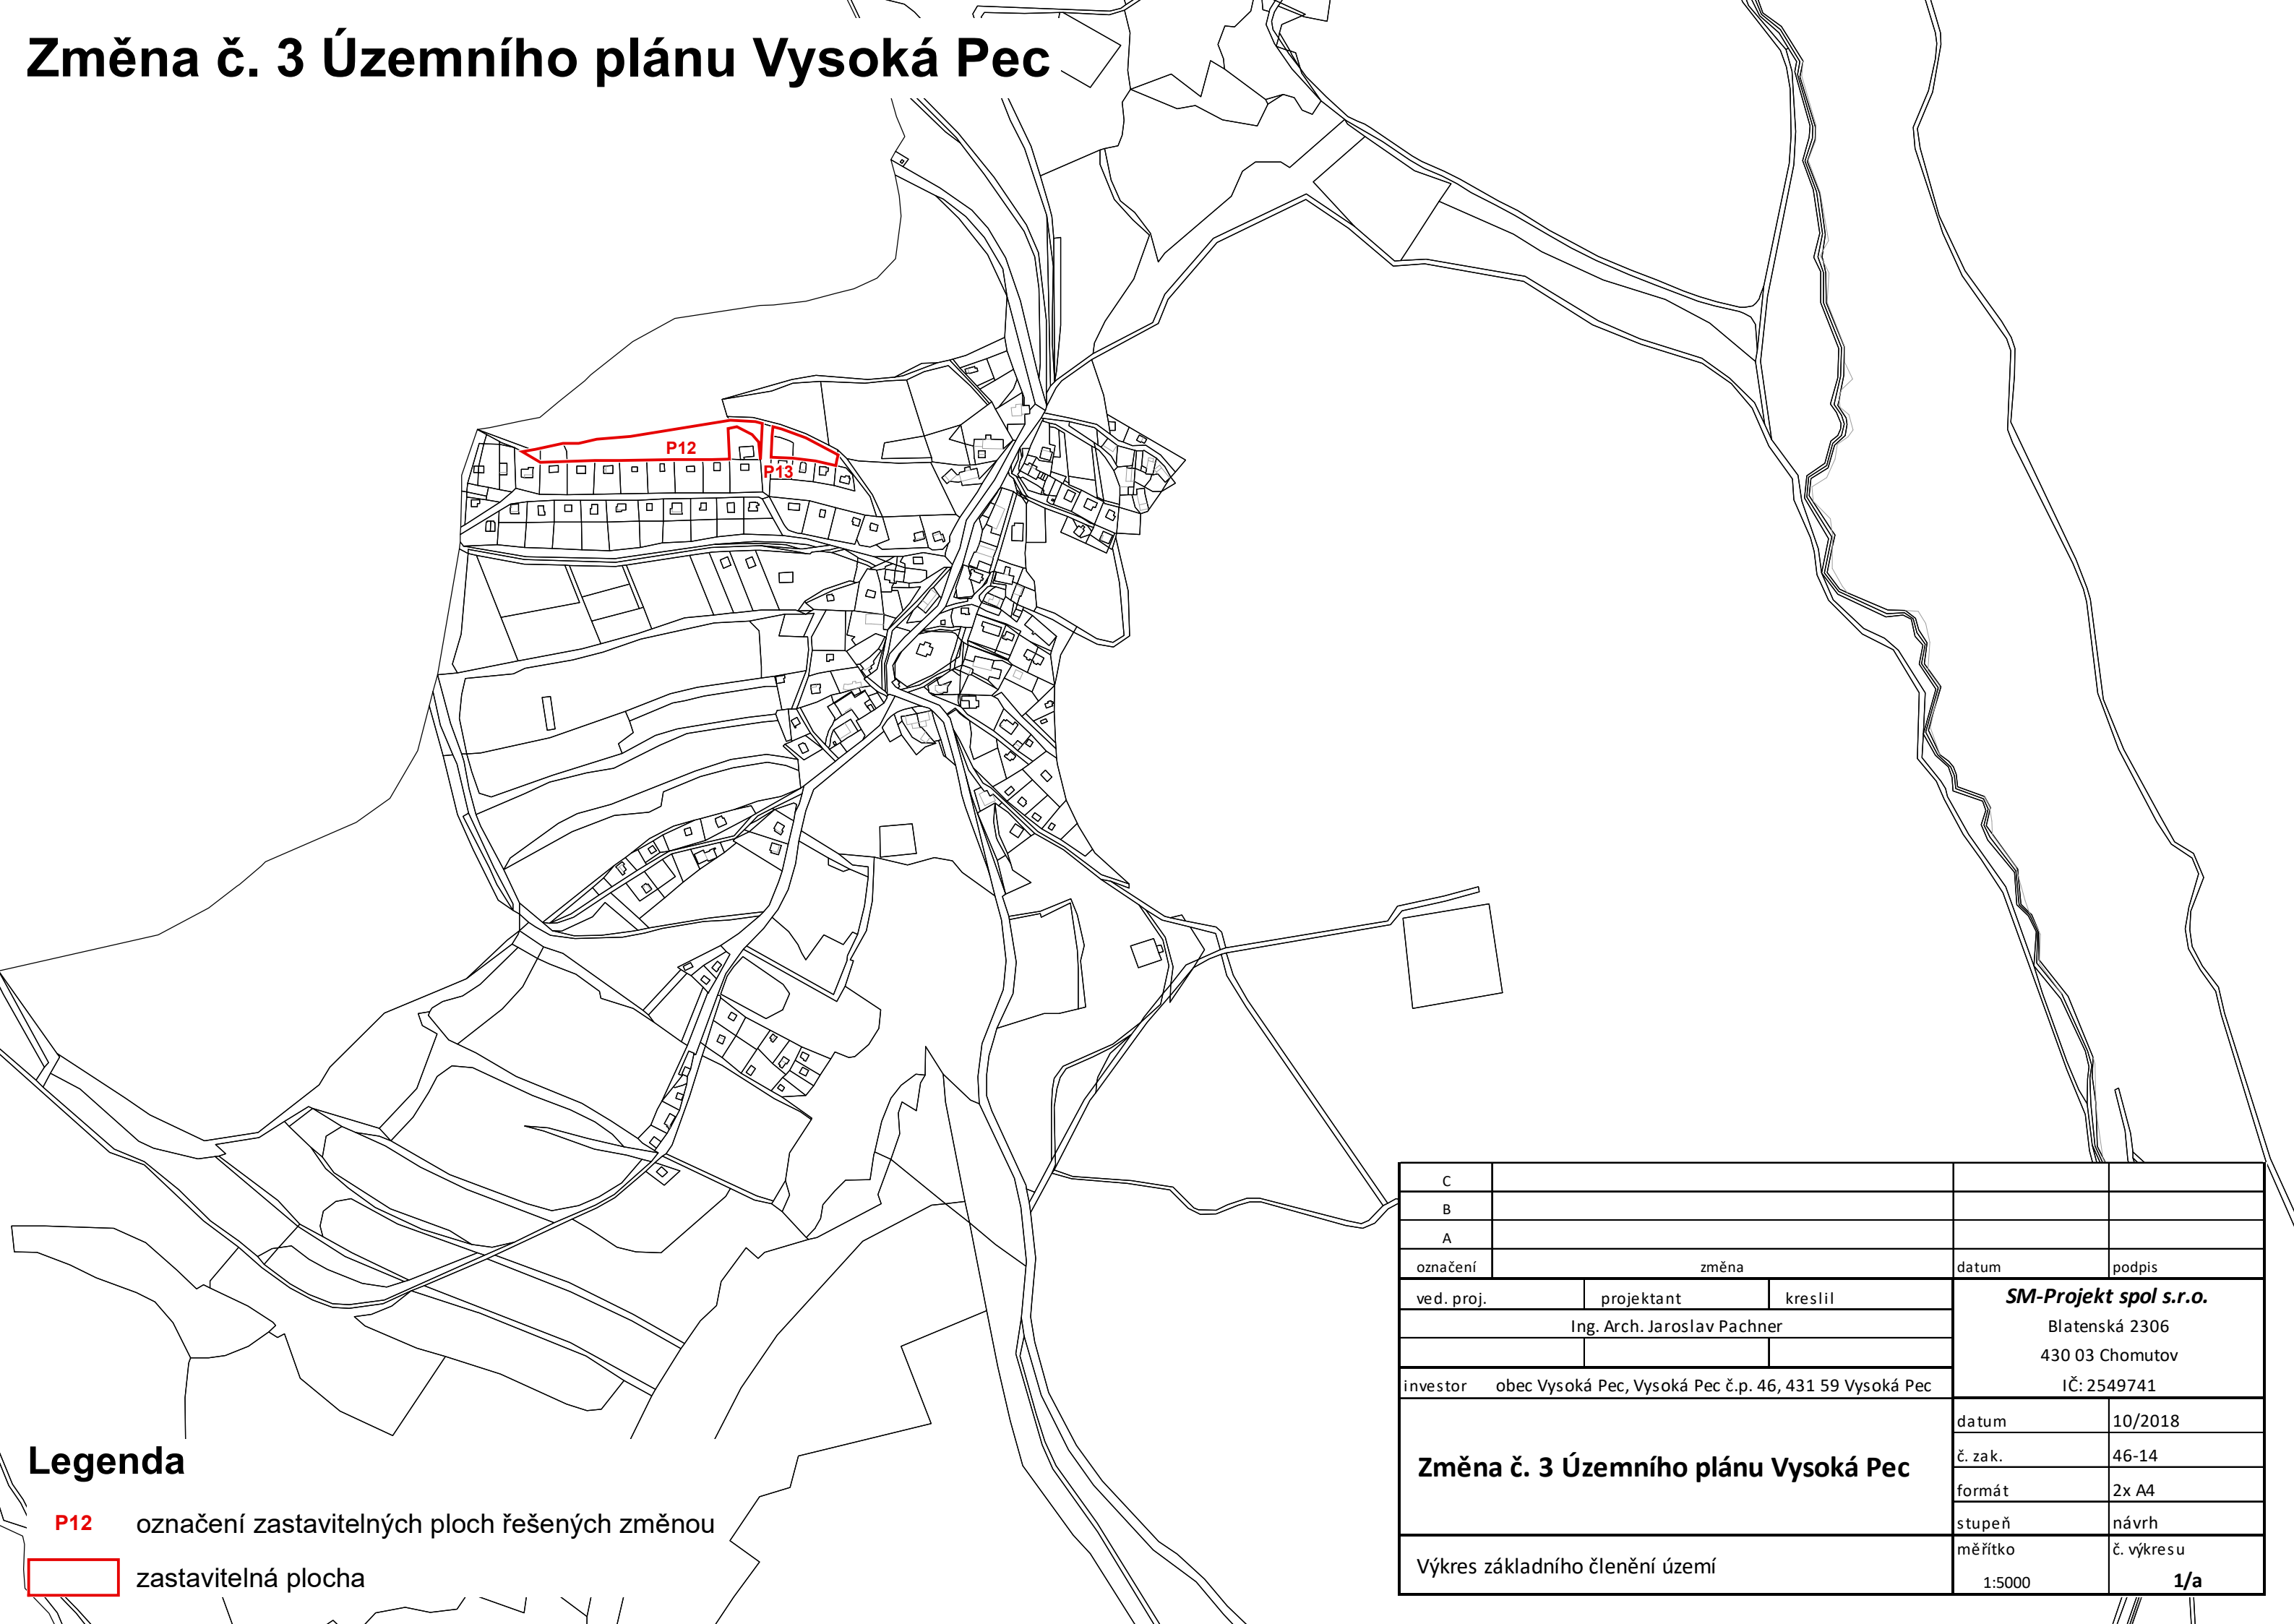 Změna č. 3 Územního plánu Vysoká Pec
P12
P13
Legenda
P12 označení zastavitelných ploch řešených změnou
zastavitelná plocha
C
B
A
označení změna datum podpis
ved. proj. projektant kreslil
Ing. Arch. Jaroslav Pachner
investor obec Vysoká Pec, Vysoká Pec č.p. 46, 431 59 Vysoká Pec
SM-Projekt spol s.r.o.
Blatenská 2306
430 03 Chomutov
IČ: 2549741
Změna č. 3 Územního plánu Vysoká Pec
datum 10/2018
č. zak. 46-14
formát 2x A4
stupeň návrh
Výkres základního členění území
měřítko č. výkresu
1:5000 1/a